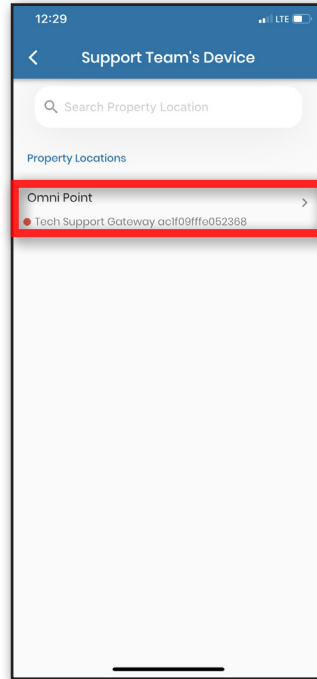 12:29
LTE
Support Team's Device
Search Property Location
Property Locations
Omni Point
Tech Support Gateway ac1f09fffe052368